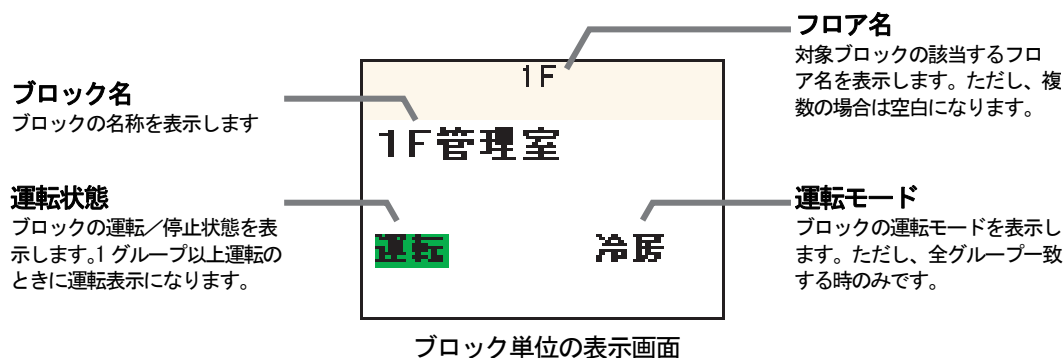 フロア名
対象ブロックの該当するフロ
ア名を表示します。ただし、複
数の場合は空白になります。
ブロック名
ブロックの名称を表示します
1F
1F管理室
運転状態
ブロックの運転／停止状態を表
示します。1 グループ以上運転の
ときに運転表示になります。
運転
冷房
運転モード
ブロックの運転モードを表示し
ます。ただし、全グループ一致
する時のみです。
ブロック単位の表示画面